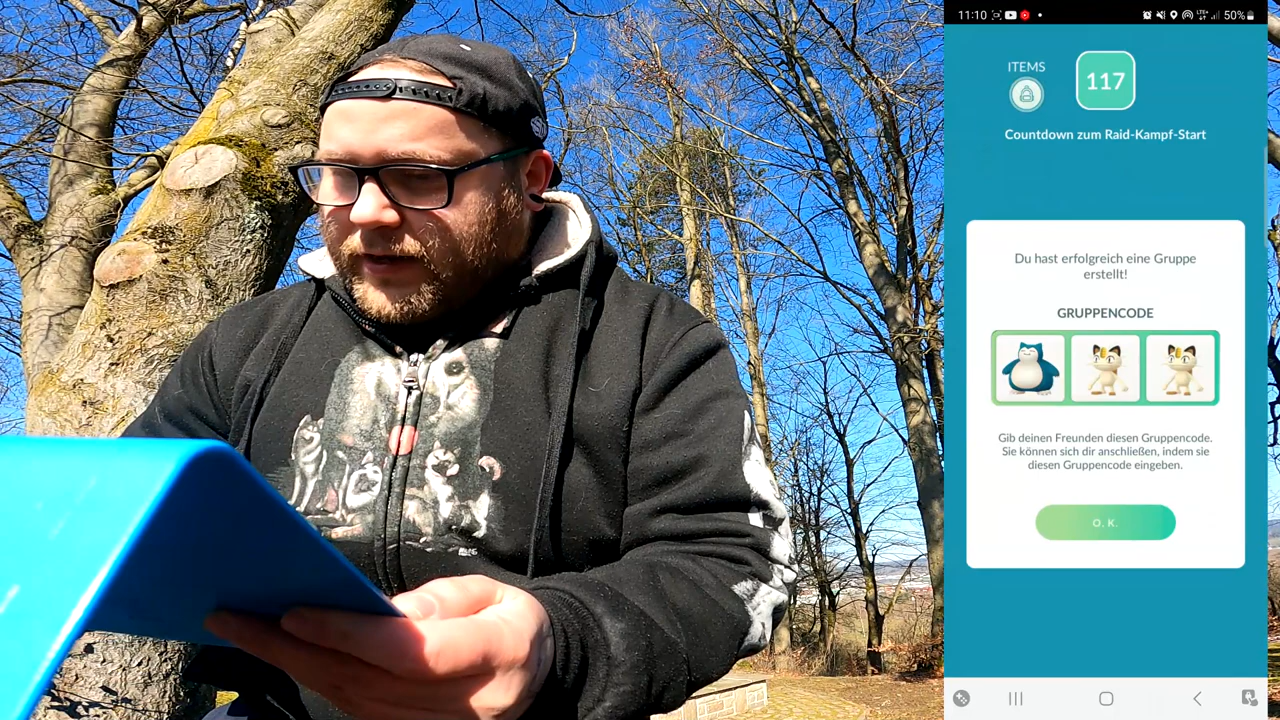 11:10
LTE+
50%
ITEMS
117
Countdown zum Raid-Kampf-Start
Du hast erfolgreich eine Gruppe
erstellt!
GRUPPENCODE
Gib deinen Freunden diesen Gruppencode.
Sie können sich dir anschließen, indem sie
diesen Gruppencode eingeben.
O. K.